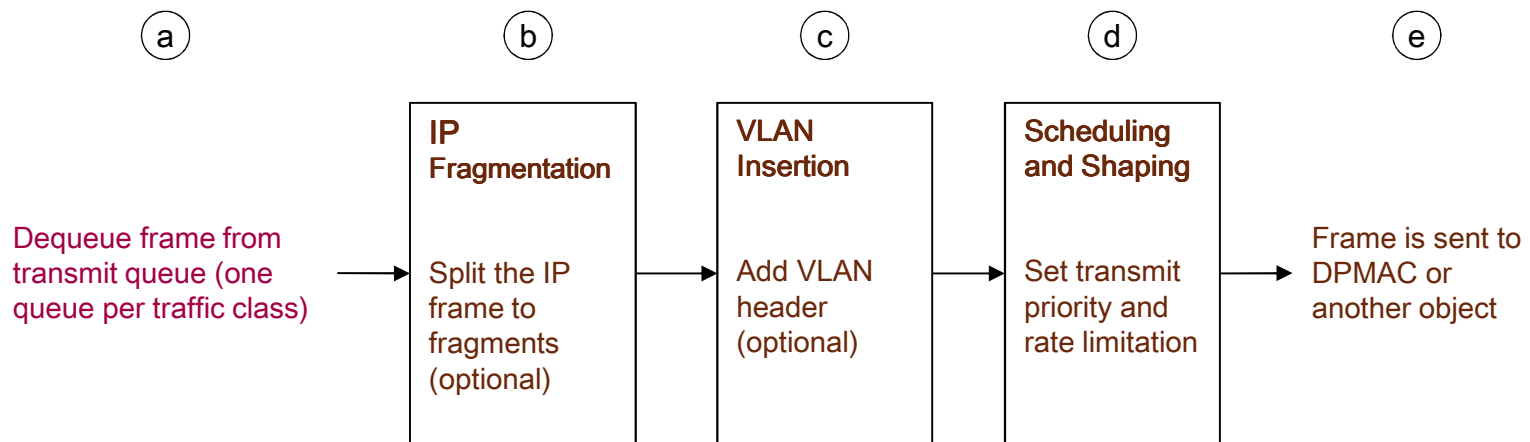 a
b
c
d
e
Dequeue frame from
transmit queue (one
queue per traffic class)
IP
Fragmentation
Split the IP
frame to
fragments
(optional)
VLAN
Insertion
Add VLAN
header
(optional)
Scheduling
and Shaping
Set transmit
priority and
rate limitation
Frame is sent to
DPMAC or
another object